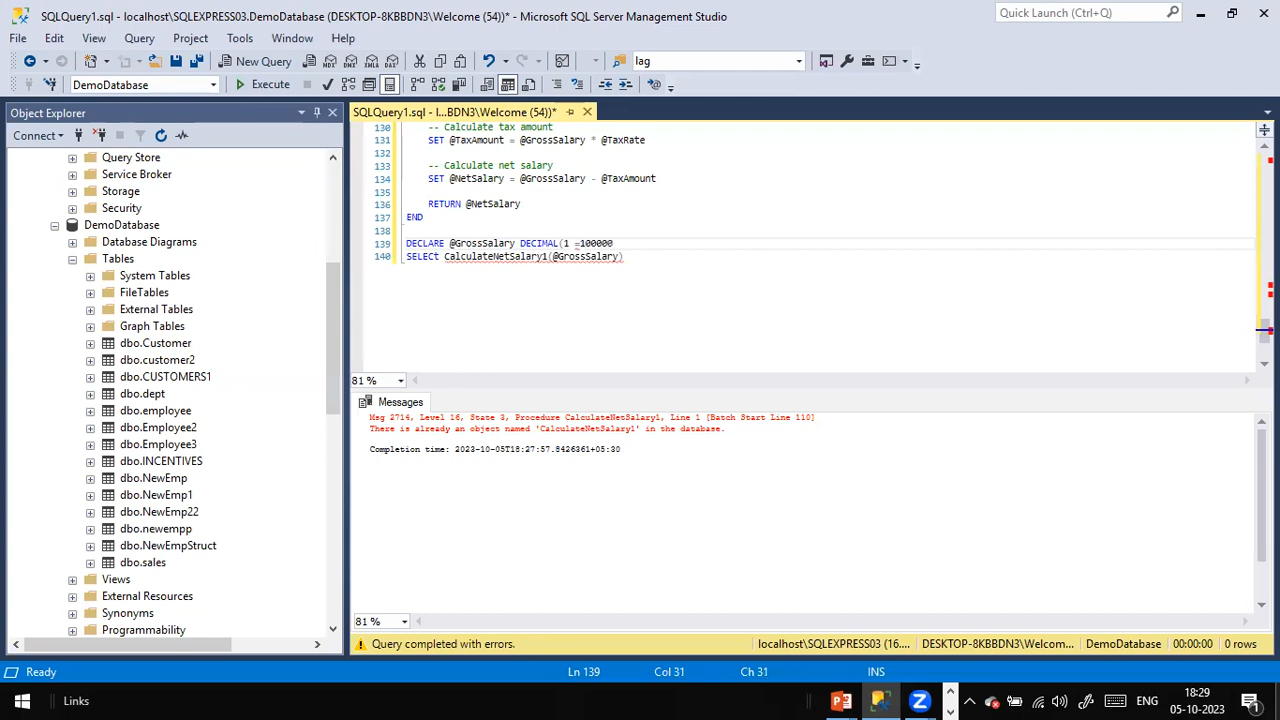 SQLQuery1.sql - localhost\SQLEXPRESS03.DemoDatabase (DESKTOP-8KBBDN3\Welcome (54))* - Microsoft SQL Server Management Studio
Quick Launch (Ctrl+Q)
File Edit View Query Project Tools Window Help
New Query
lag
DemoDatabase
Execute
Object Explorer
SQLQuery1.sql - l...BDN3\Welcome (54))*
Connect
Query Store
Service Broker
Storage
Security
DemoDatabase
Database Diagrams
Tables
System Tables
FileTables
External Tables
Graph Tables
dbo.Customer
dbo.customer2
dbo.CUSTOMERS1
dbo.dept
dbo.employee
dbo.Employee2
dbo.Employee3
dbo.INCENTIVES
dbo.NewEmp
dbo.NewEmp1
dbo.NewEmp22
dbo.newempp
dbo.NewEmpStruct
dbo.sales
Views
External Resources
Synonyms
Programmability
130 -- Calculate tax amount
131 SET @TaxAmount = @GrossSalary * @TaxRate
132
133 -- Calculate net salary
134 SET @NetSalary = @GrossSalary - @TaxAmount
135
136 RETURN @NetSalary
137 END
138
139 DECLARE @GrossSalary DECIMAL(1 =100000
140 SELECT CalculateNetSalary1(@GrossSalary)
81 %
Messages
Msg 2714, Level 16, State 3, Procedure CalculateNetSalary1, Line 1 [Batch Start Line 110]
There is already an object named 'CalculateNetSalary1' in the database.
Completion time: 2023-10-05T18:27:57.8426361+05:30
81 %
Query completed with errors.
localhost\SQLEXPRESS03 (16.... DESKTOP-8KBBDN3\Welcom... DemoDatabase 00:00:00 0 rows
Ready Ln 139 Col 31 Ch 31 INS
Links
ENG
18:29
05-10-2023
1